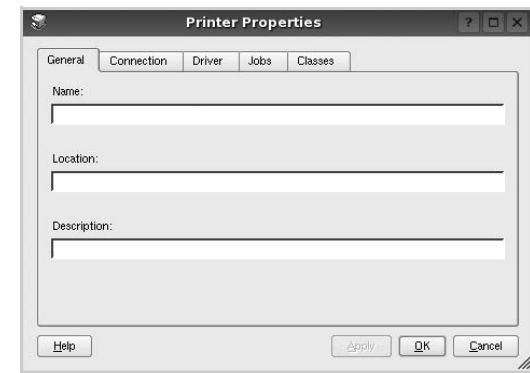 Printer Properties
?
General Connection Driver Jobs Classes
Name:
Location:
Description:
Help Apply OK Cancel